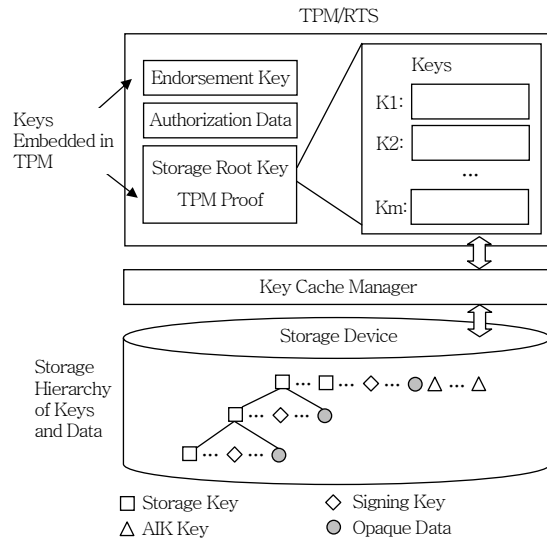 TPM/RTS
Endorsement Key
Authorization Data
Storage Root Key
TPM Proof
Keys
K1:
K2:
...
Km:
Keys
Embedded in
TPM
Key Cache Manager
Storage Device
Storage
Hierarchy
of Keys
and Data
... ... ... ...
... ...
... ...
Storage Key
Signing Key
AIK Key
Opaque Data